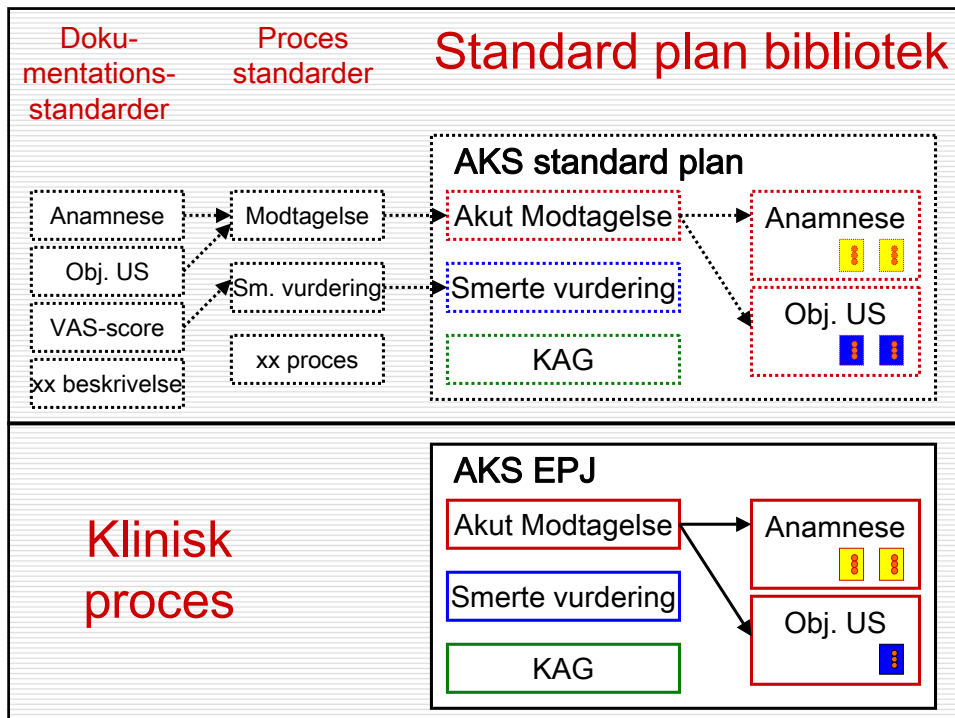 Doku-
mentations-
standarder
Proces
standarder
Standard plan bibliotek
AKS standard plan
Anamnese
Modtagelse
Akut Modtagelse
Anamnese
Obj. US
Sm. vurdering
Smerte vurdering
Obj. US
VAS-score
xx proces
KAG
xx beskrivelse
Klinisk
proces
AKS EPJ
Akut Modtagelse
Anamnese
Smerte vurdering
Obj. US
KAG